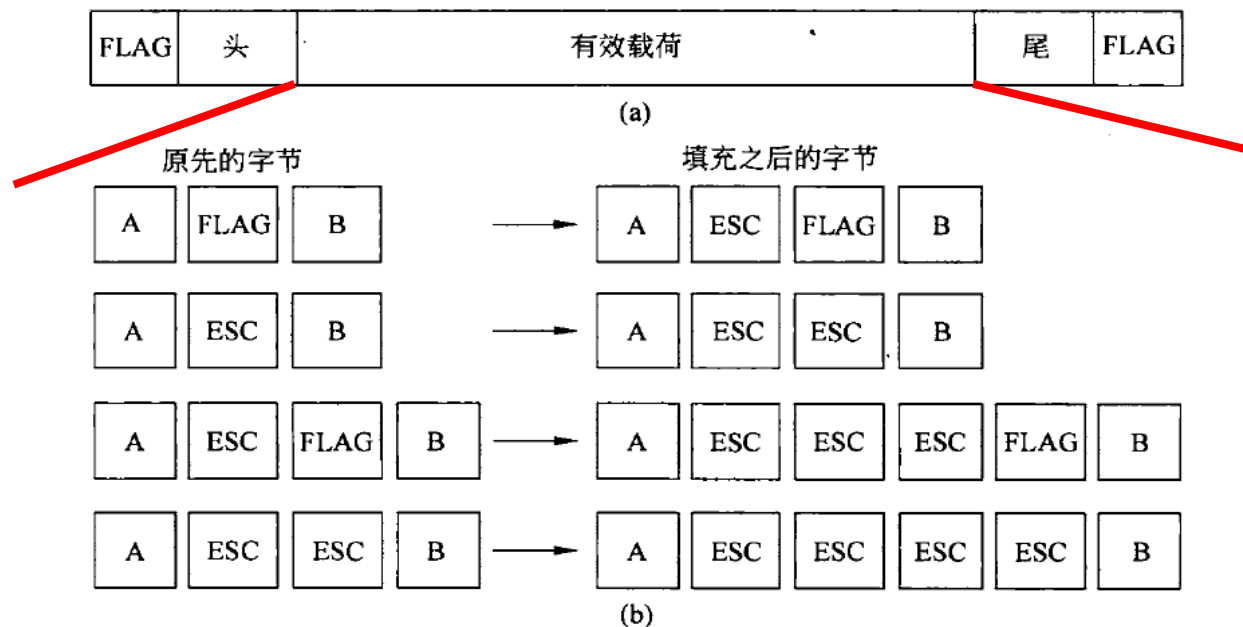 FLAG 头 有效载荷 尾 FLAG
(a)
原先的字节 填充之后的字节
A FLAG B A ESC FLAG B
A ESC B A ESC ESC B
A ESC FLAG B A ESC ESC ESC FLAG B
A ESC ESC B A ESC ESC ESC ESC B
(b)